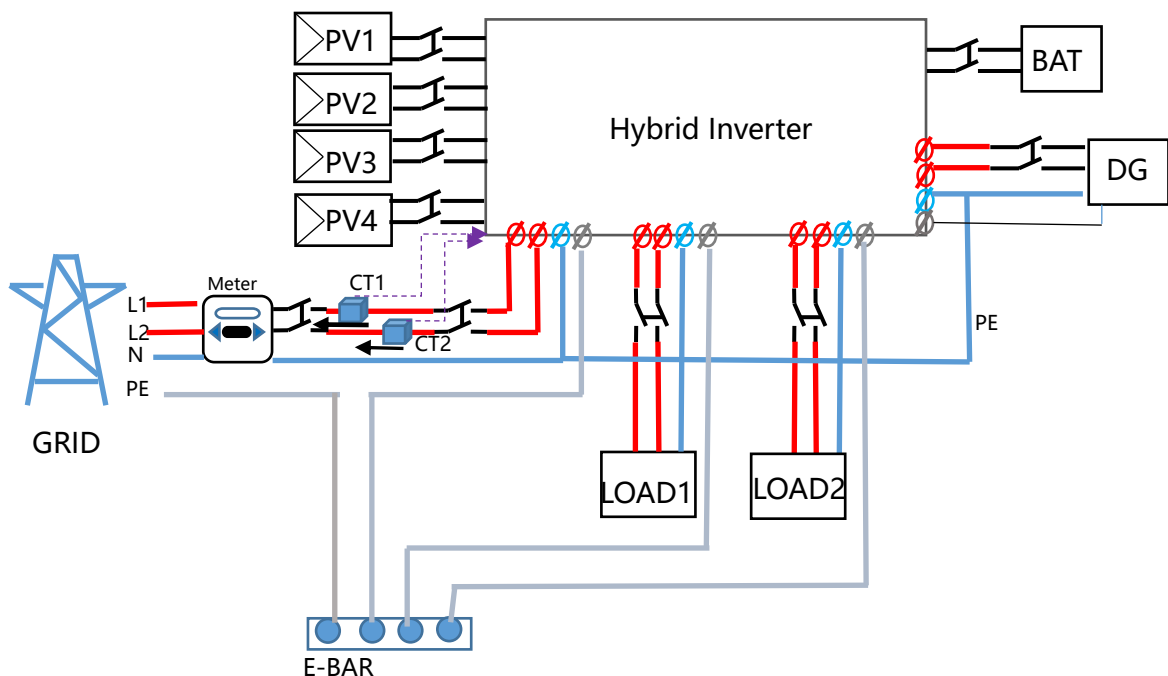 PV1
PV2
PV3
PV4
Hybrid Inverter
BAT
DG
Meter
CT1
CT2
L1
L2
N
PE
PE
GRID
LOAD1
LOAD2
E-BAR